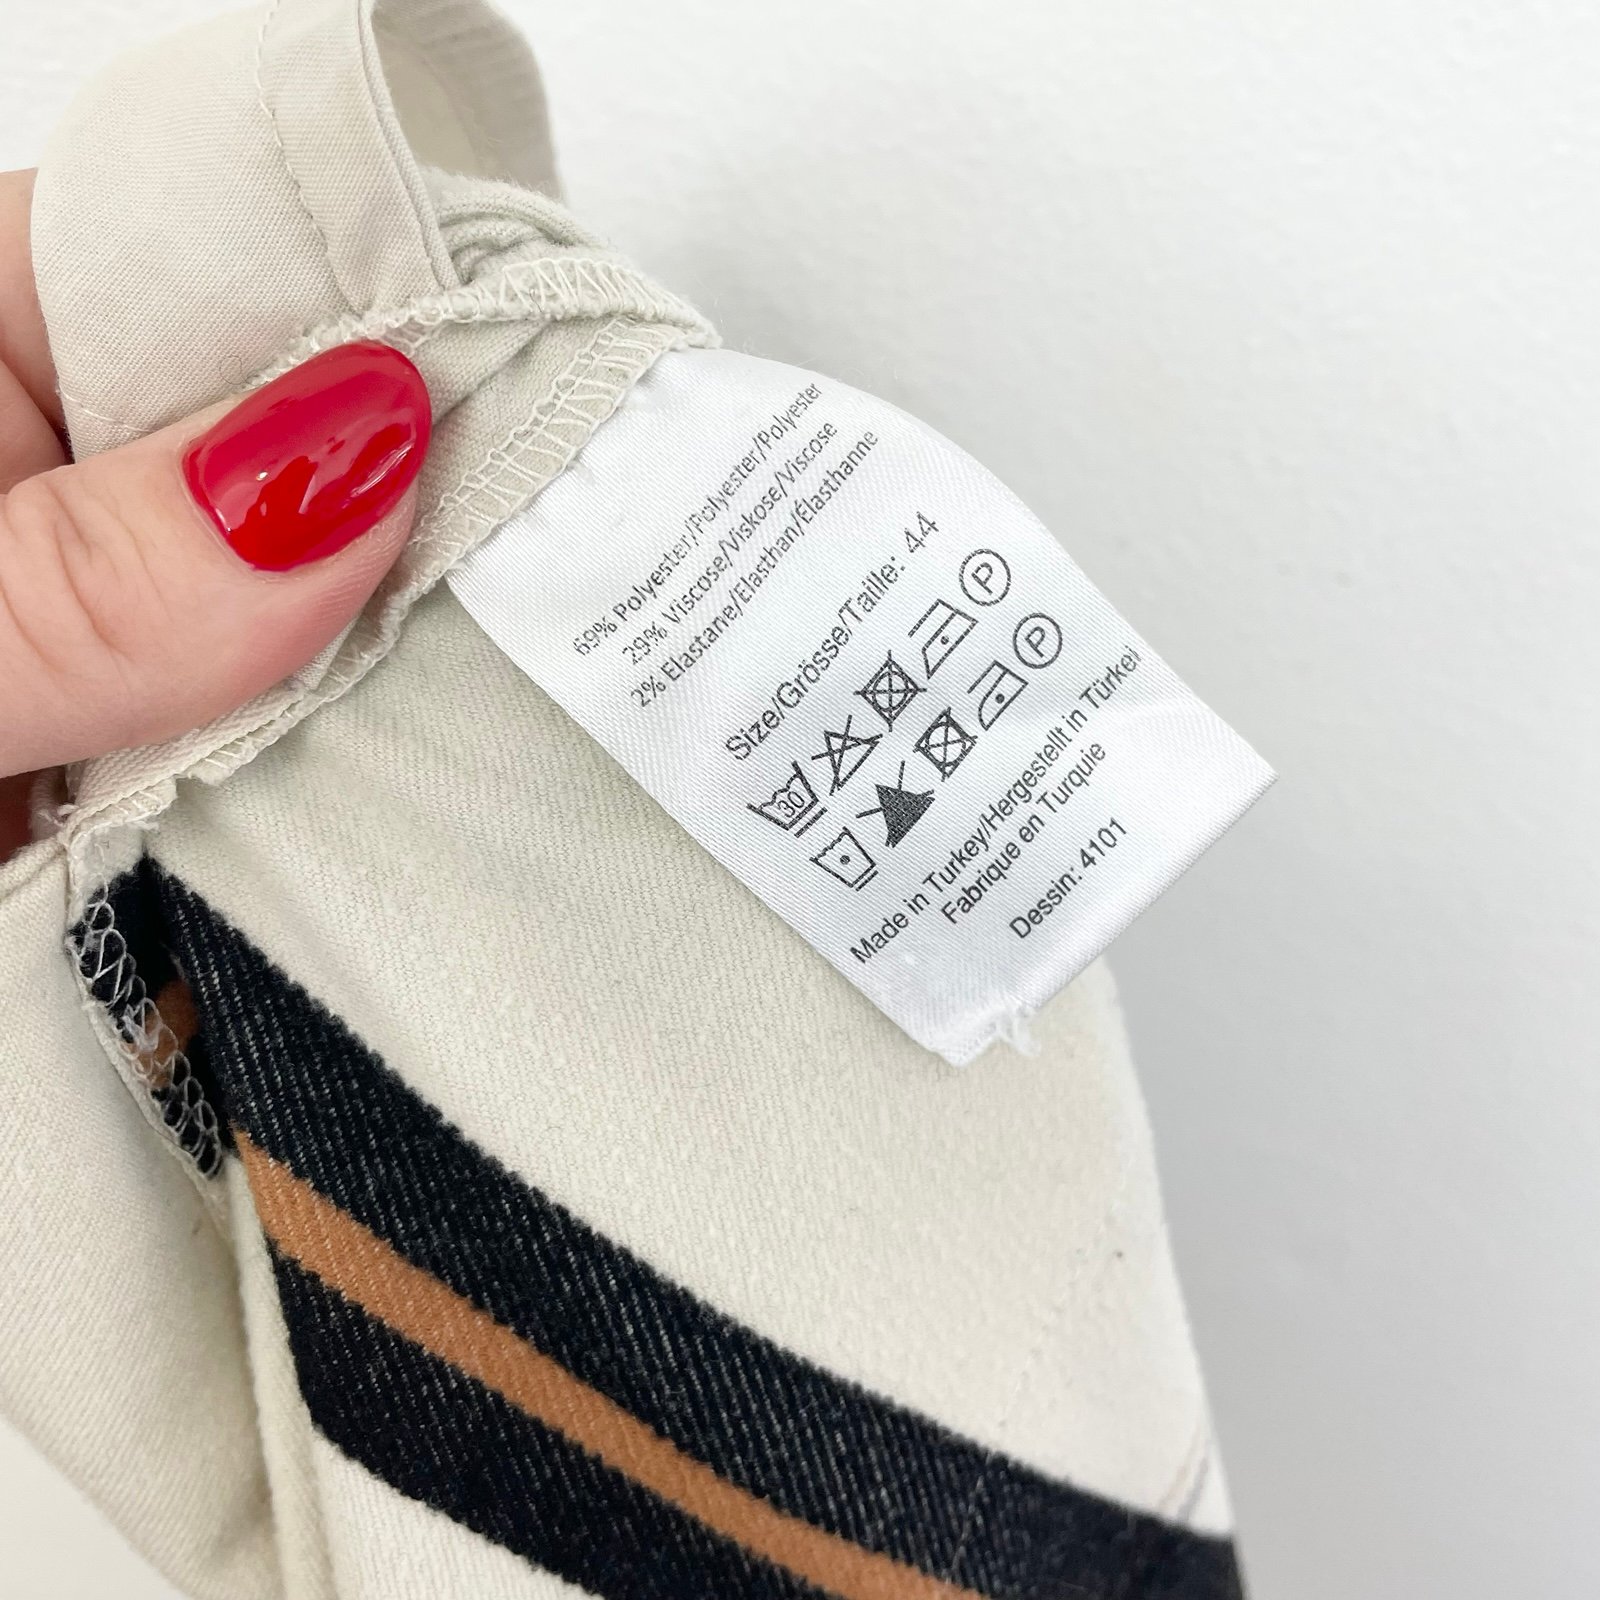 69% Polyester/Polyester/Polyester
29% Viscose/Viskose/Viscose
2% Elastane/Elasthan/Élasthanne
Size/Grösse/Taille: 44
30 P
P
Made in Turkey/Hergestellt in Türkei
Fabrique en Turquie
Dessin: 4101